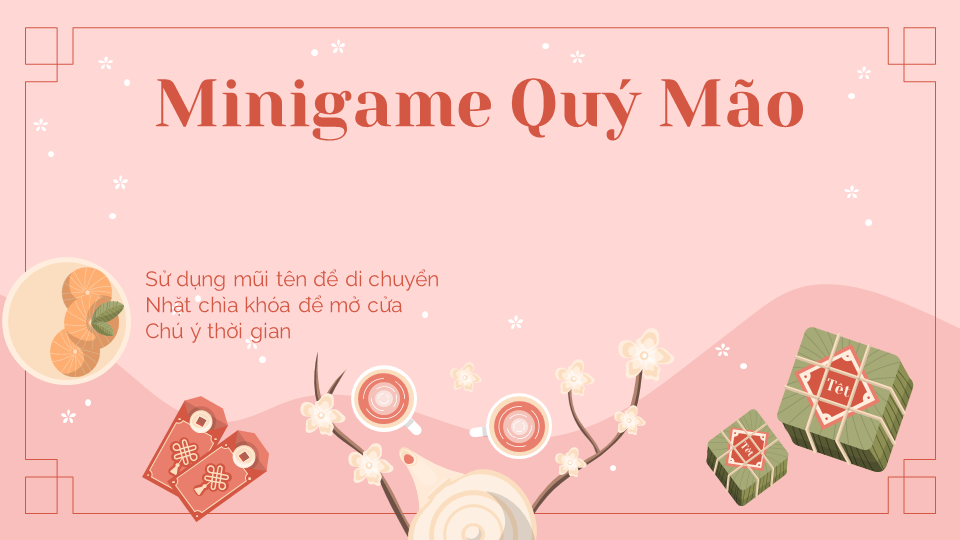 Minigame Quý Mão
Sử dụng mũi tên để di chuyển
Nhặt chìa khóa để mở cửa
Chú ý thời gian
Tết
Tết